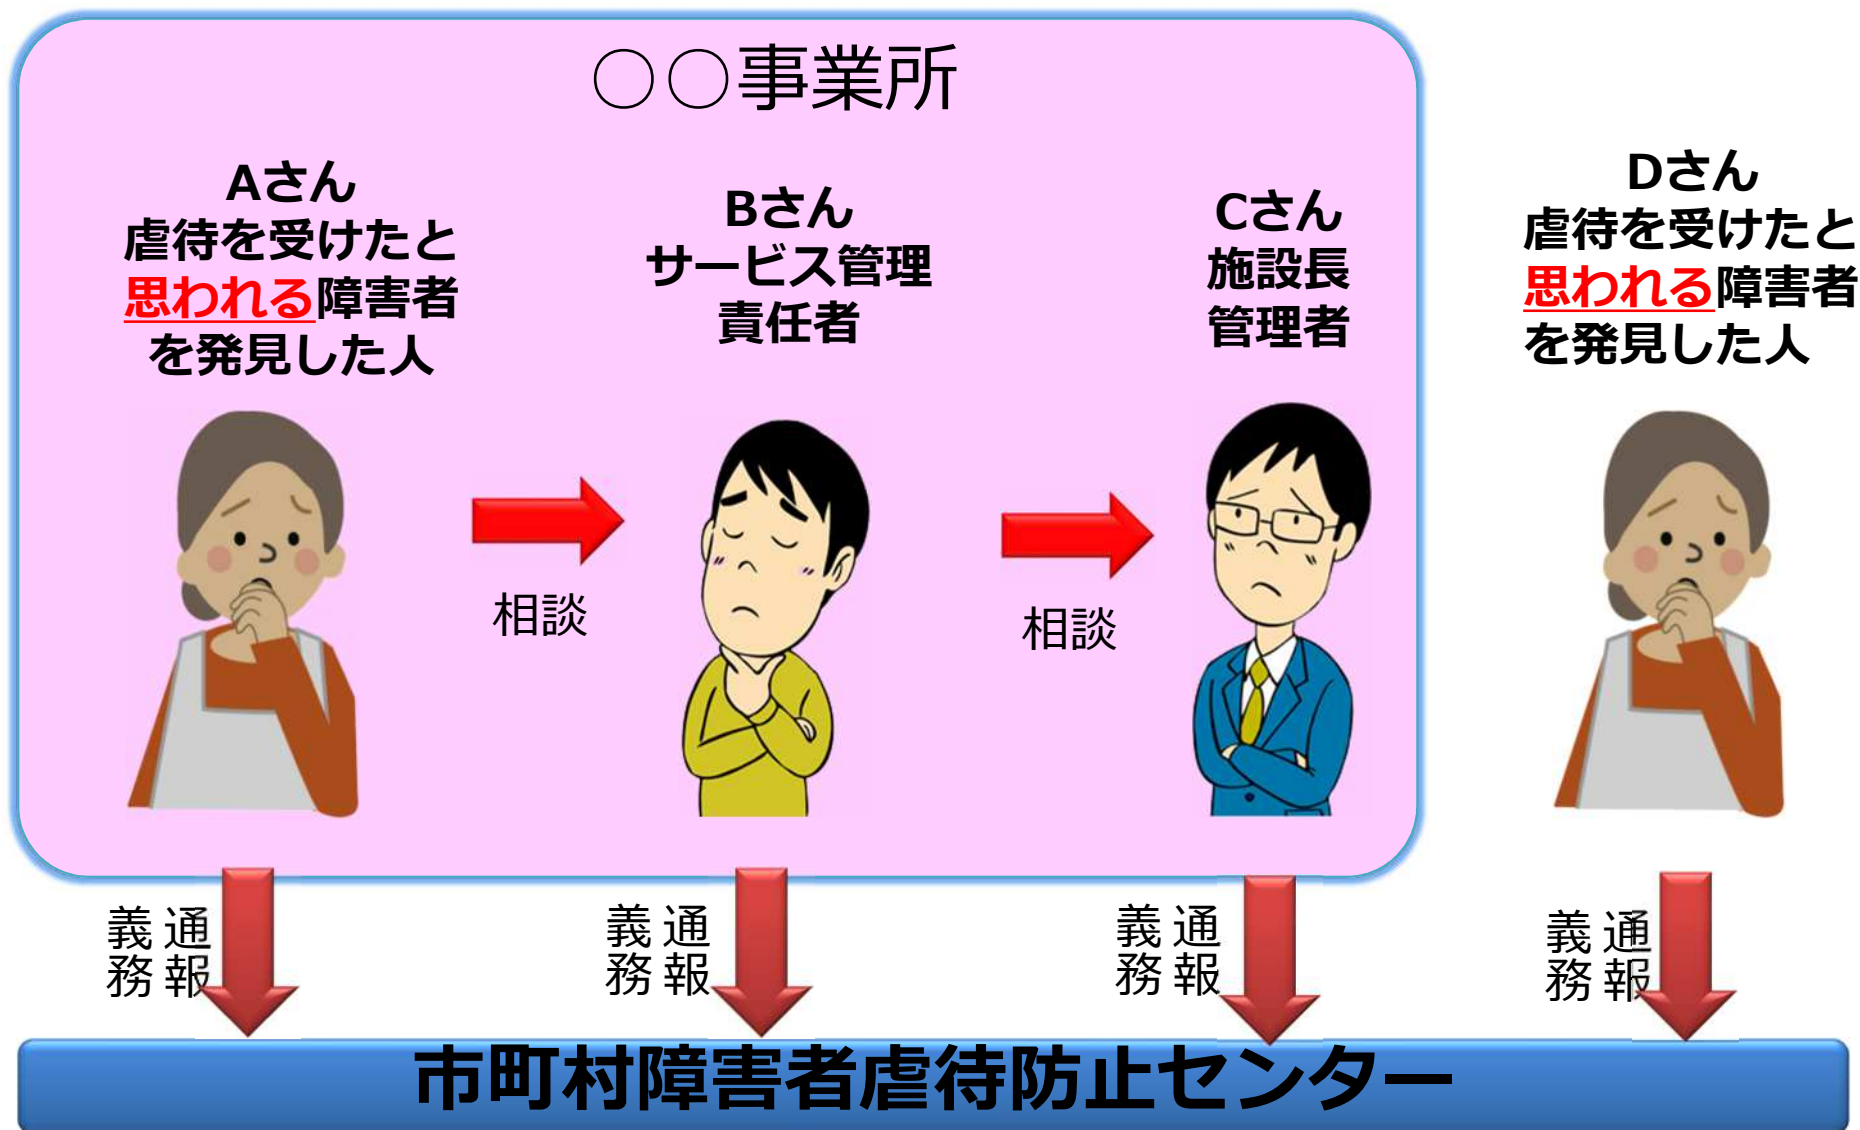 ○○事業所
Aさん
虐待を受けたと
思われる障害者
を発見した人
Bさん
サービス管理
責任者
Cさん
施設長
管理者
Dさん
虐待を受けたと
思われる障害者
を発見した人
相談
相談
通報
義務
通報
義務
通報
義務
通報
義務
市町村障害者虐待防止センター